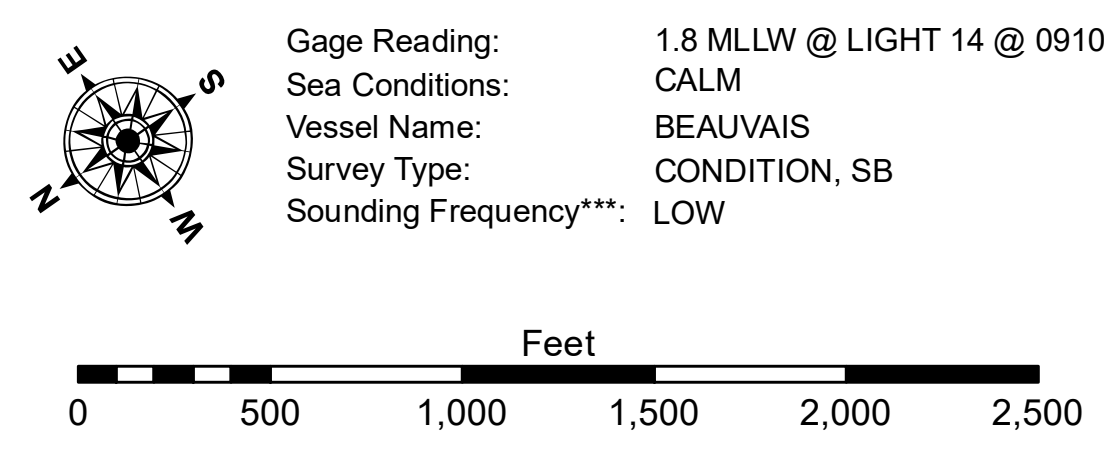 E
S
N
W
Gage Reading: 1.8 MLLW @ LIGHT 14 @ 0910
Sea Conditions: CALM
Vessel Name: BEAUVAIS
Survey Type: CONDITION, SB
Sounding Frequency***: LOW
Feet
0 500 1,000 1,500 2,000 2,500